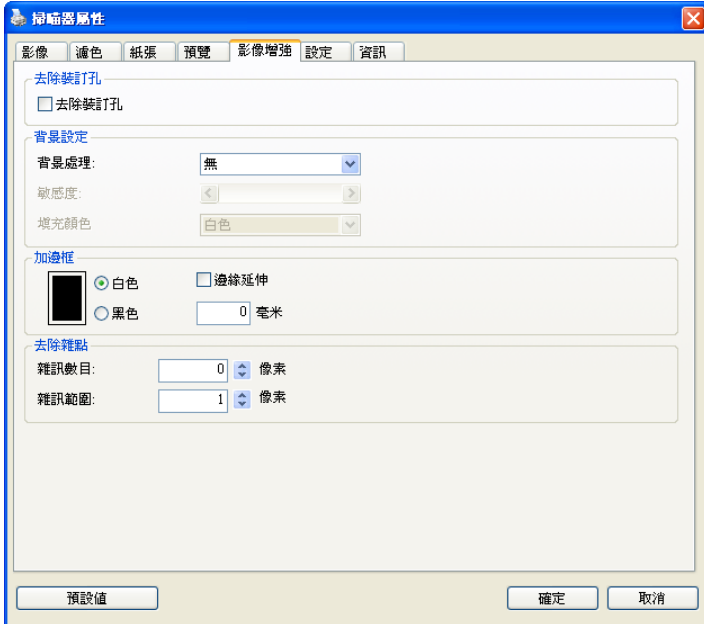 掃瞄器屬性
影像 濾色 紙張 預覽 影像增強 設定 資訊
去除裝訂孔
去除裝訂孔
背景設定
背景處理: 無
敏感度:
填充顏色 白色
加邊框
白色 邊緣延伸
黑色 0 毫米
去除雜點
雜訊數目: 0 像素
雜訊範圍: 1 像素
預設值 確定 取消